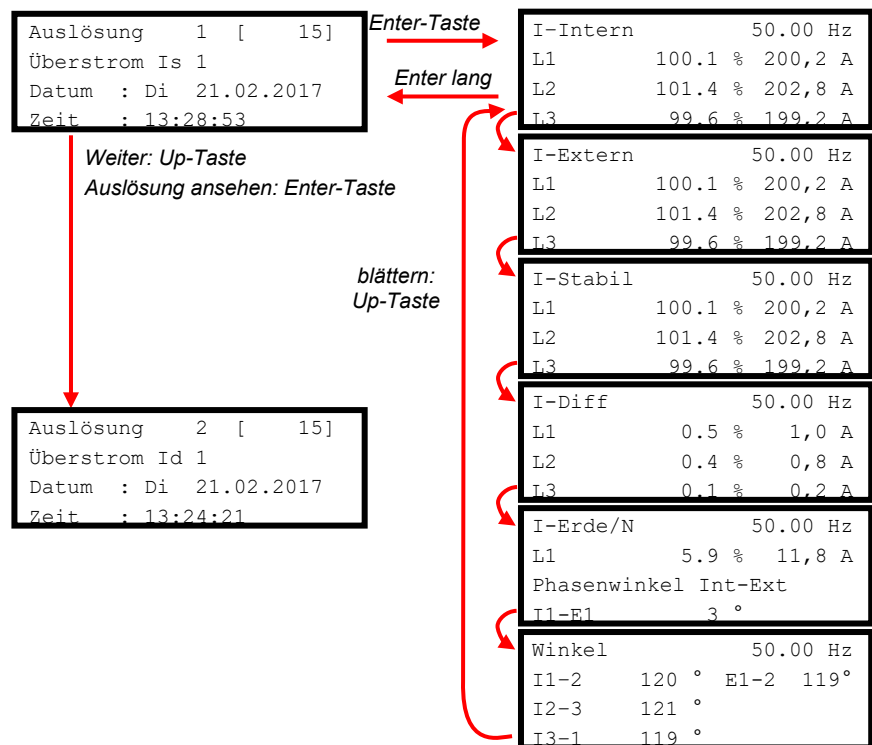 Auslösung 1 [ 15]
Überstrom Is 1
Datum : Di 21.02.2017
Zeit : 13:28:53
Enter-Taste
Enter lang
Weiter: Up-Taste
Auslösung ansehen: Enter-Taste
Auslösung 2 [ 15]
Überstrom Id 1
Datum : Di 21.02.2017
Zeit : 13:24:21
blättern:
Up-Taste
I-Intern 50.00 Hz
L1 100.1 % 200,2 A
L2 101.4 % 202,8 A
L3 99.6 % 199,2 A
I-Extern 50.00 Hz
L1 100.1 % 200,2 A
L2 101.4 % 202,8 A
L3 99.6 % 199,2 A
I-Stabil 50.00 Hz
L1 100.1 % 200,2 A
L2 101.4 % 202,8 A
L3 99.6 % 199,2 A
I-Diff 50.00 Hz
L1 0.5 % 1,0 A
L2 0.4 % 0,8 A
L3 0.1 % 0,2 A
I-Erde/N 50.00 Hz
L1 5.9 % 11,8 A
Phasenwinkel Int-Ext
I1-E1 3 °
Winkel 50.00 Hz
I1-2 120 ° E1-2 119°
I2-3 121 °
I3-1 119 °